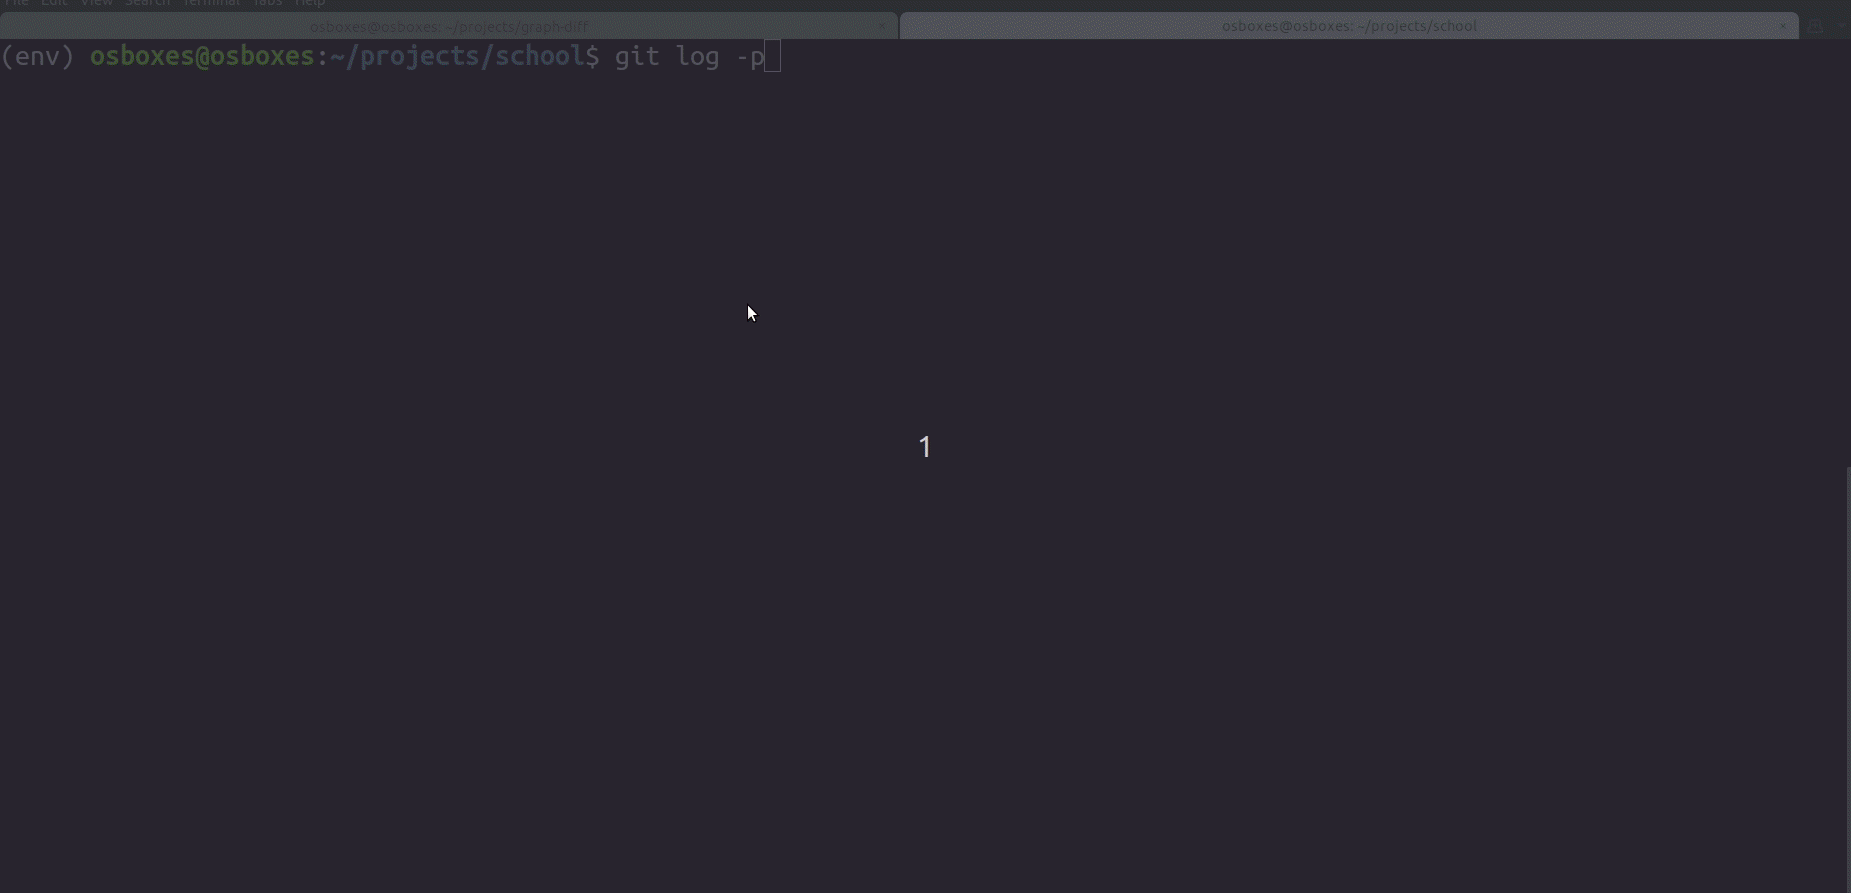 File Edit View Search Terminal Tabs Help
osboxes@osboxes: ~/projects/graph-diff × osboxes@osboxes: ~/projects/school ×
(env) osboxes@osboxes:~/projects/school$ git log -p
1